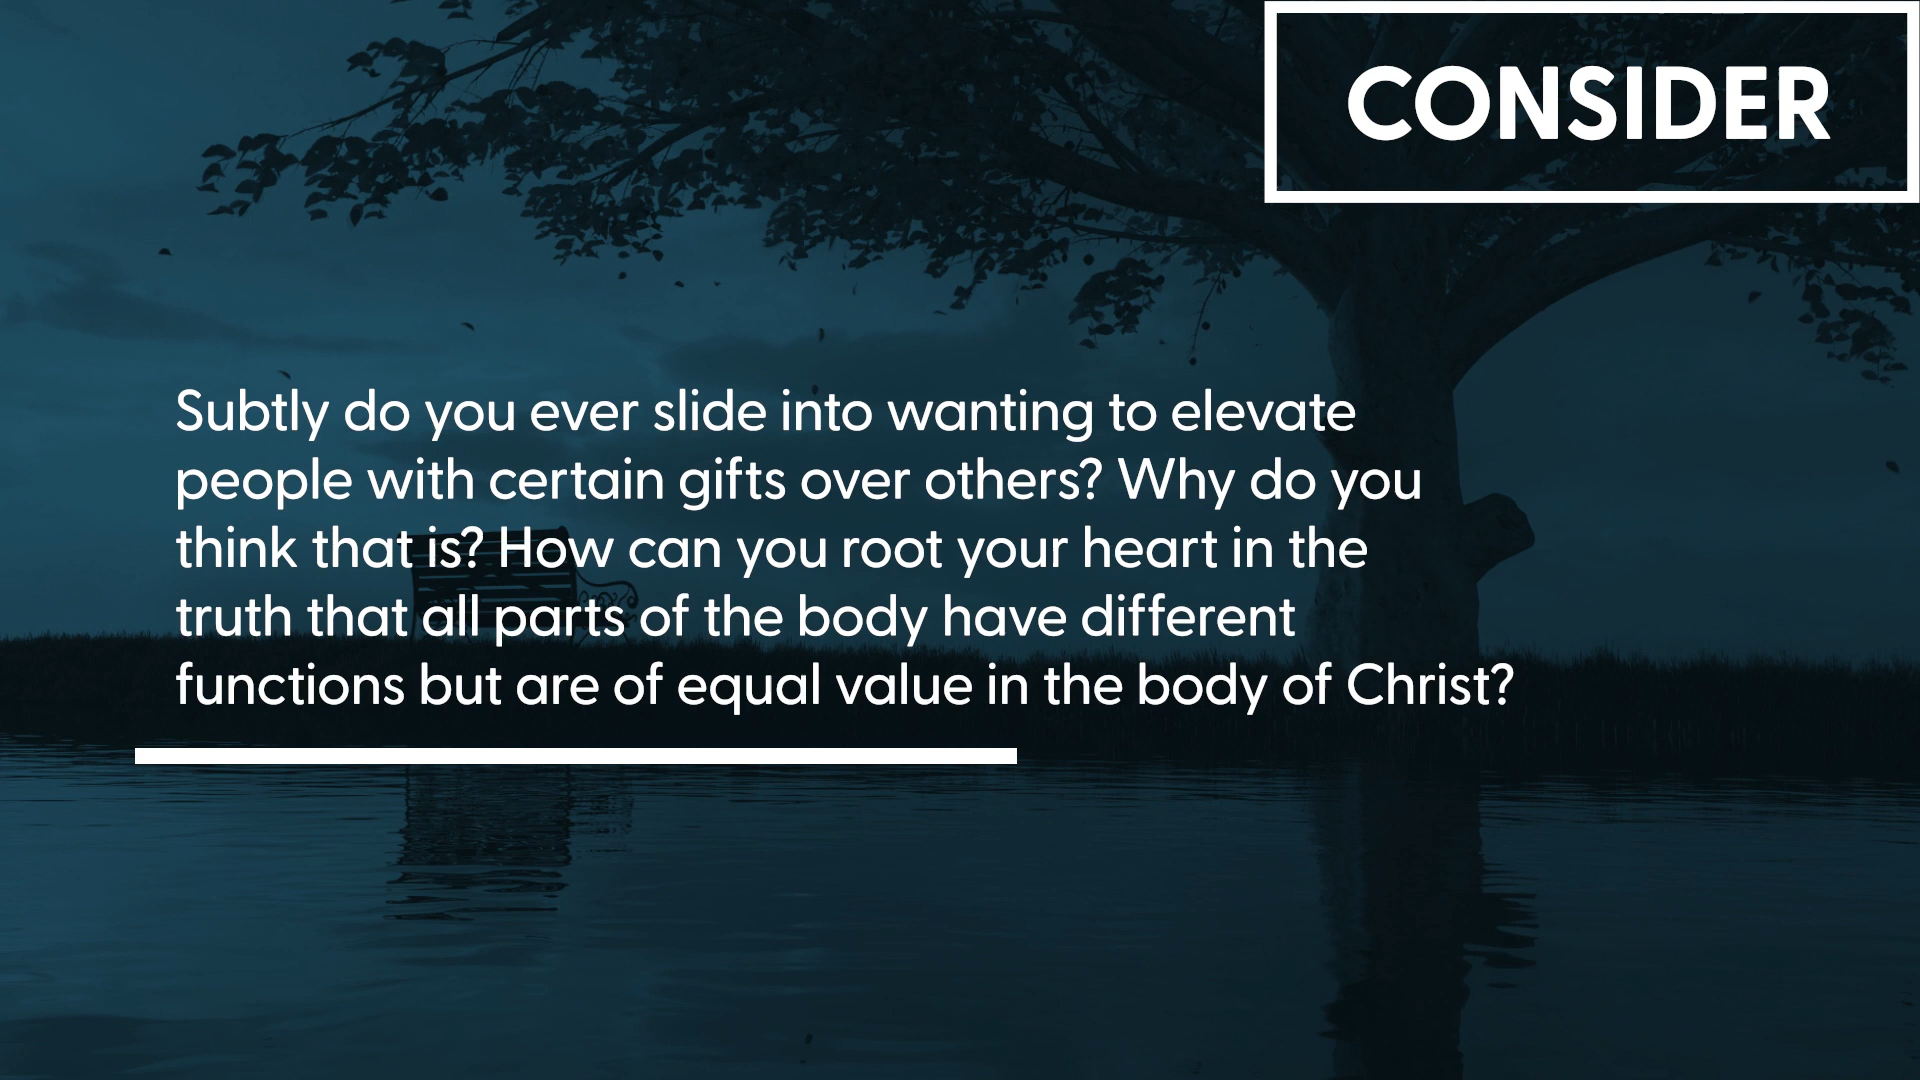 CONSIDER
Subtly do you ever slide into wanting to elevate
people with certain gifts over others? Why do you
think that is? How can you root your heart in the
truth that all parts of the body have different
functions but are of equal value in the body of Christ?